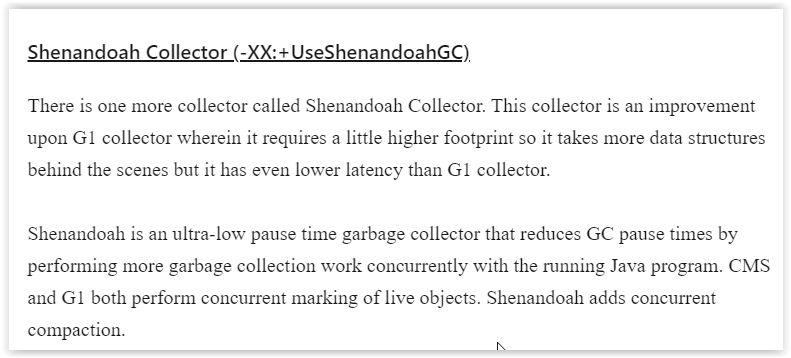 Shenandoah Collector (-XX:+UseShenandoahGC)
There is one more collector called Shenandoah Collector. This collector is an improvement
upon G1 collector wherein it requires a little higher footprint so it takes more data structures
behind the scenes but it has even lower latency than G1 collector.
Shenandoah is an ultra-low pause time garbage collector that reduces GC pause times by
performing more garbage collection work concurrently with the running Java program. CMS
and G1 both perform concurrent marking of live objects. Shenandoah adds concurrent
compaction.